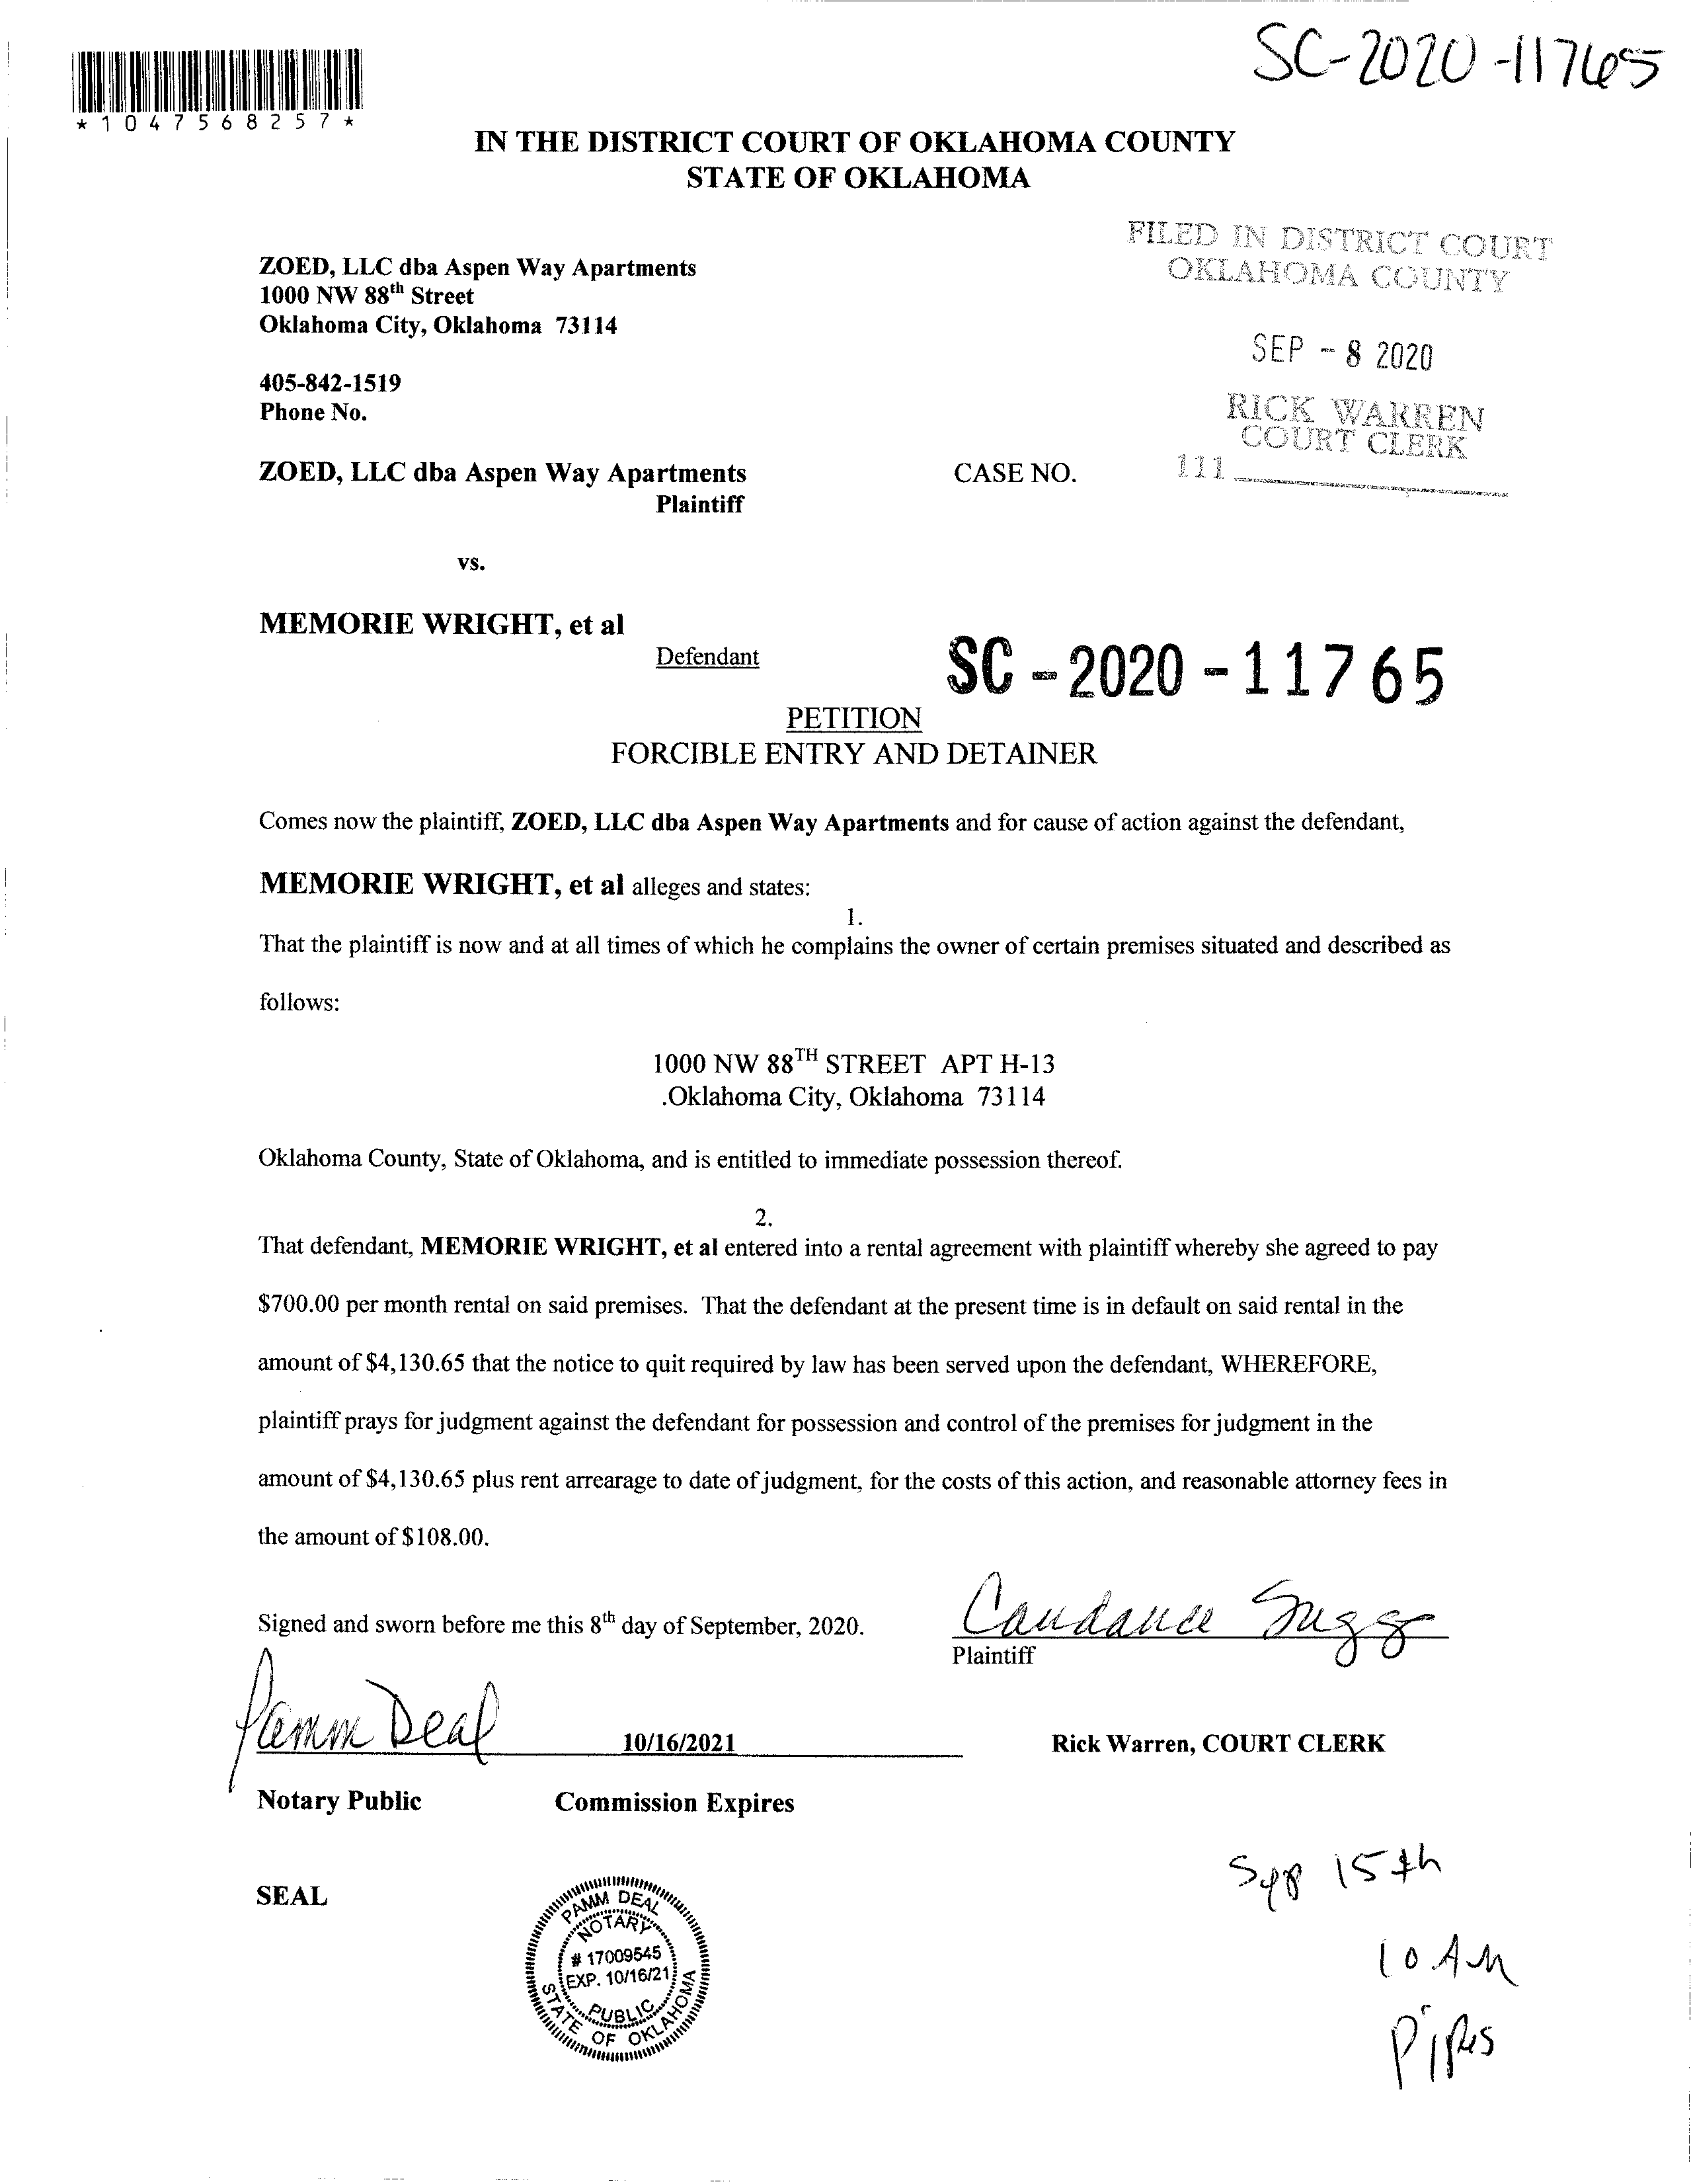 SC-2020-11765
*1047568257*
IN THE DISTRICT COURT OF OKLAHOMA COUNTY
STATE OF OKLAHOMA
FILED IN DISTRICT COURT
OKLAHOMA COUNTY
SEP - 8 2020
RICK WARREN
COURT CLERK
111
ZOED, LLC dba Aspen Way Apartments
1000 NW 88th Street
Oklahoma City, Oklahoma 73114
405-842-1519
Phone No.
ZOED, LLC dba Aspen Way Apartments CASE NO.
Plaintiff
vs.
MEMORIE WRIGHT, et al
Defendant
SC-2020-11765
PETITION
FORCIBLE ENTRY AND DETAINER
Comes now the plaintiff, ZOED, LLC dba Aspen Way Apartments and for cause of action against the defendant,
MEMORIE WRIGHT, et al alleges and states:
1.
That the plaintiff is now and at all times of which he complains the owner of certain premises situated and described as
follows:
1000 NW 88TH STREET APT H-13
.Oklahoma City, Oklahoma 73114
Oklahoma County, State of Oklahoma, and is entitled to immediate possession thereof.
2.
That defendant, MEMORIE WRIGHT, et al entered into a rental agreement with plaintiff whereby she agreed to pay
$700.00 per month rental on said premises. That the defendant at the present time is in default on said rental in the
amount of $4,130.65 that the notice to quit required by law has been served upon the defendant, WHEREFORE,
plaintiff prays for judgment against the defendant for possession and control of the premises for judgment in the
amount of $4,130.65 plus rent arrearage to date of judgment, for the costs of this action, and reasonable attorney fees in
the amount of $108.00.
Signed and sworn before me this 8th day of September, 2020.
Candance Suggs
Plaintiff
Pamm Deal 10/16/2021 Rick Warren, COURT CLERK
Notary Public Commission Expires
SEAL
PAMM DEAL
NOTARY
# 17009545
EXP. 10/16/21
PUBLIC
STATE OF OKLAHOMA
Sep 15th
10 AM
Pipes